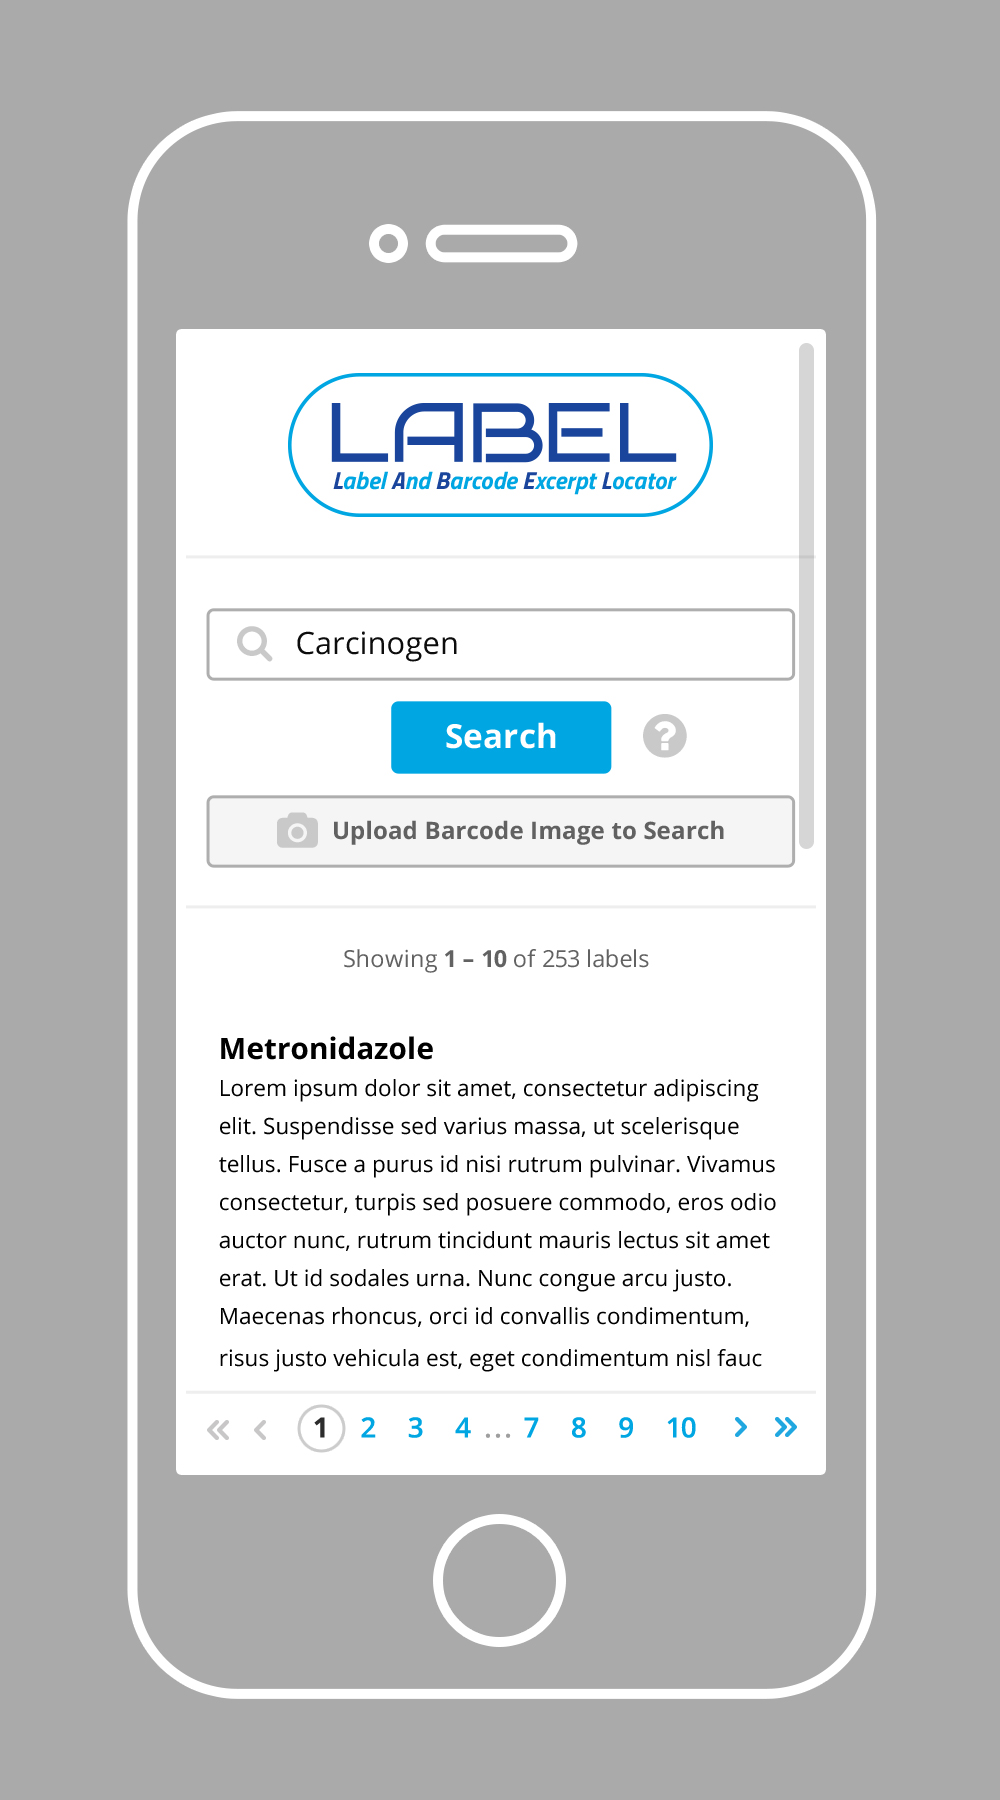 LABEL
Label And Barcode Excerpt Locator
Carcinogen
Search ?
Upload Barcode Image to Search
Showing 1 – 10 of 253 labels
Metronidazole
Lorem ipsum dolor sit amet, consectetur adipiscing
elit. Suspendisse sed varius massa, ut scelerisque
tellus. Fusce a purus id nisi rutrum pulvinar. Vivamus
consectetur, turpis sed posuere commodo, eros odio
auctor nunc, rutrum tincidunt mauris lectus sit amet
erat. Ut id sodales urna. Nunc congue arcu justo.
Maecenas rhoncus, orci id convallis condimentum,
risus justo vehicula est, eget condimentum nisl fauc
« ‹ 1 2 3 4 ... 7 8 9 10 › »